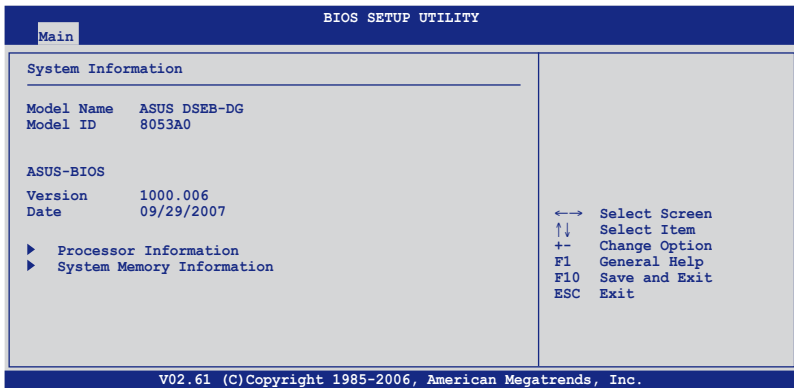 BIOS SETUP UTILITY
Main
System Information
Model Name ASUS DSEB-DG
Model ID 8053A0
ASUS-BIOS
Version 1000.006
Date 09/29/2007
▶ Processor Information
▶ System Memory Information
←→ Select Screen
↑↓ Select Item
+- Change Option
F1 General Help
F10 Save and Exit
ESC Exit
V02.61 (C)Copyright 1985-2006, American Megatrends, Inc.